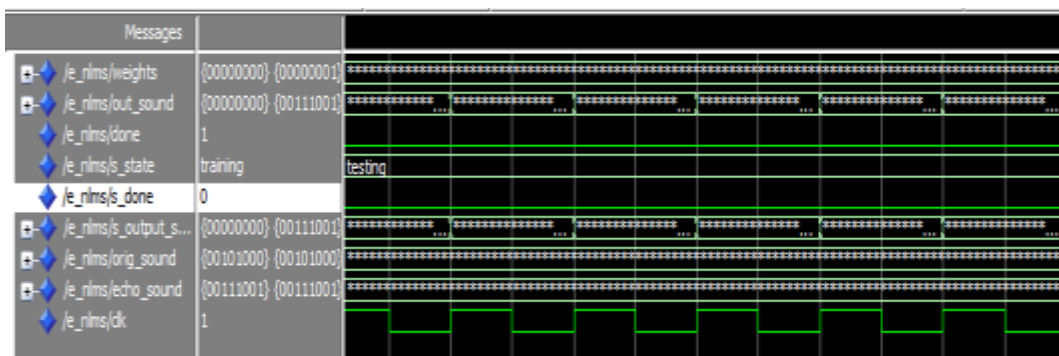 Messages
/e_nlms/weights {00000000} {00000001}
/e_nlms/out_sound {00000000} {00111001} ... ... ... ... ... ...
/e_nlms/done 1
/e_nlms/s_state training testing
/e_nlms/s_done 0
/e_nlms/s_output_s... {00000000} {00111001} ... ... ... ... ... ...
/e_nlms/orig_sound {00101000} {00101000}
/e_nlms/echo_sound {00111001} {00111001}
/e_nlms/clk 1